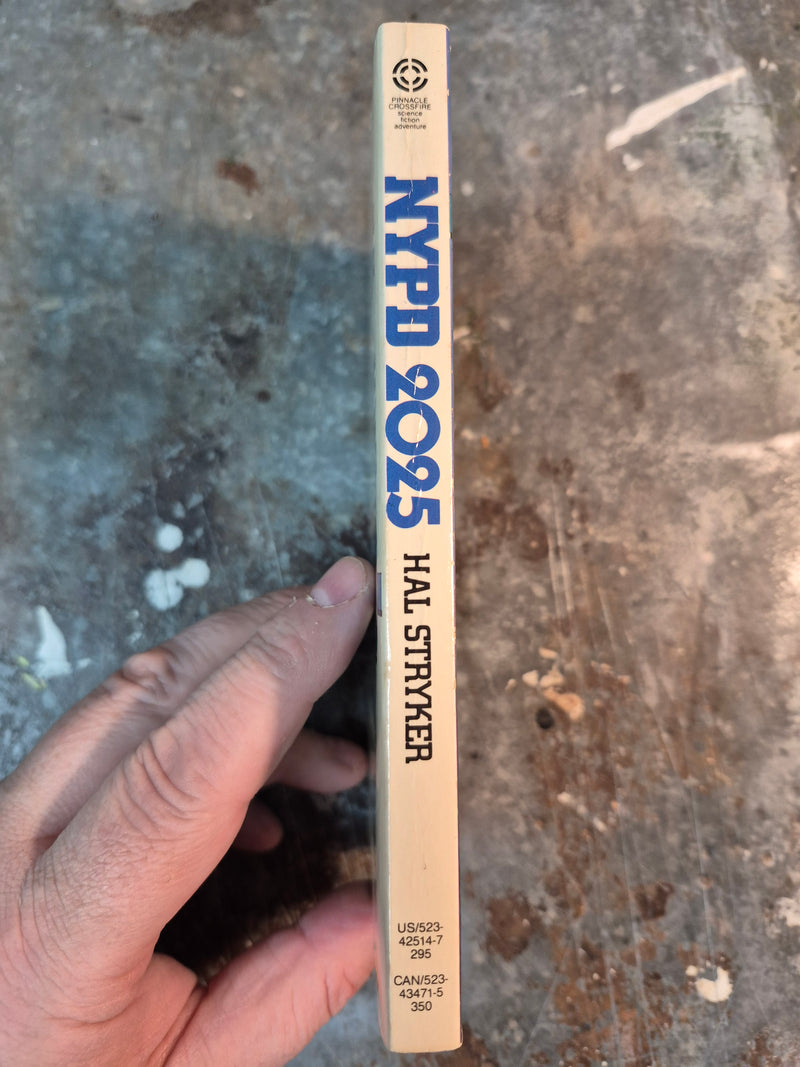 PINNACLE
CROSSFIRE
science
fiction
adventure
NYPD 2025
HAL STRYKER
US/523-
42514-7
295
CAN/523-
43471-5
350